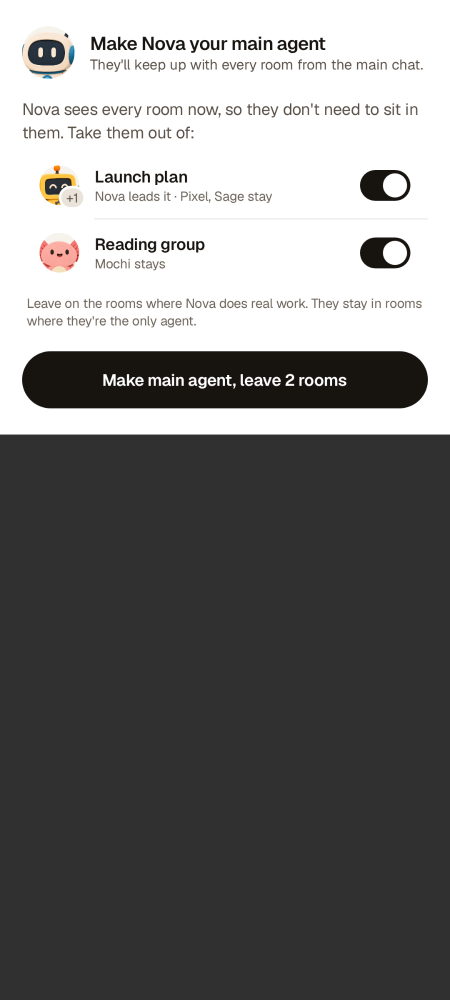 Make Nova your main agent
They'll keep up with every room from the main chat.
Nova sees every room now, so they don't need to sit in
them. Take them out of:
Launch plan
Nova leads it · Pixel, Sage stay
+1
Reading group
Mochi stays
Leave on the rooms where Nova does real work. They stay in rooms
where they're the only agent.
Make main agent, leave 2 rooms